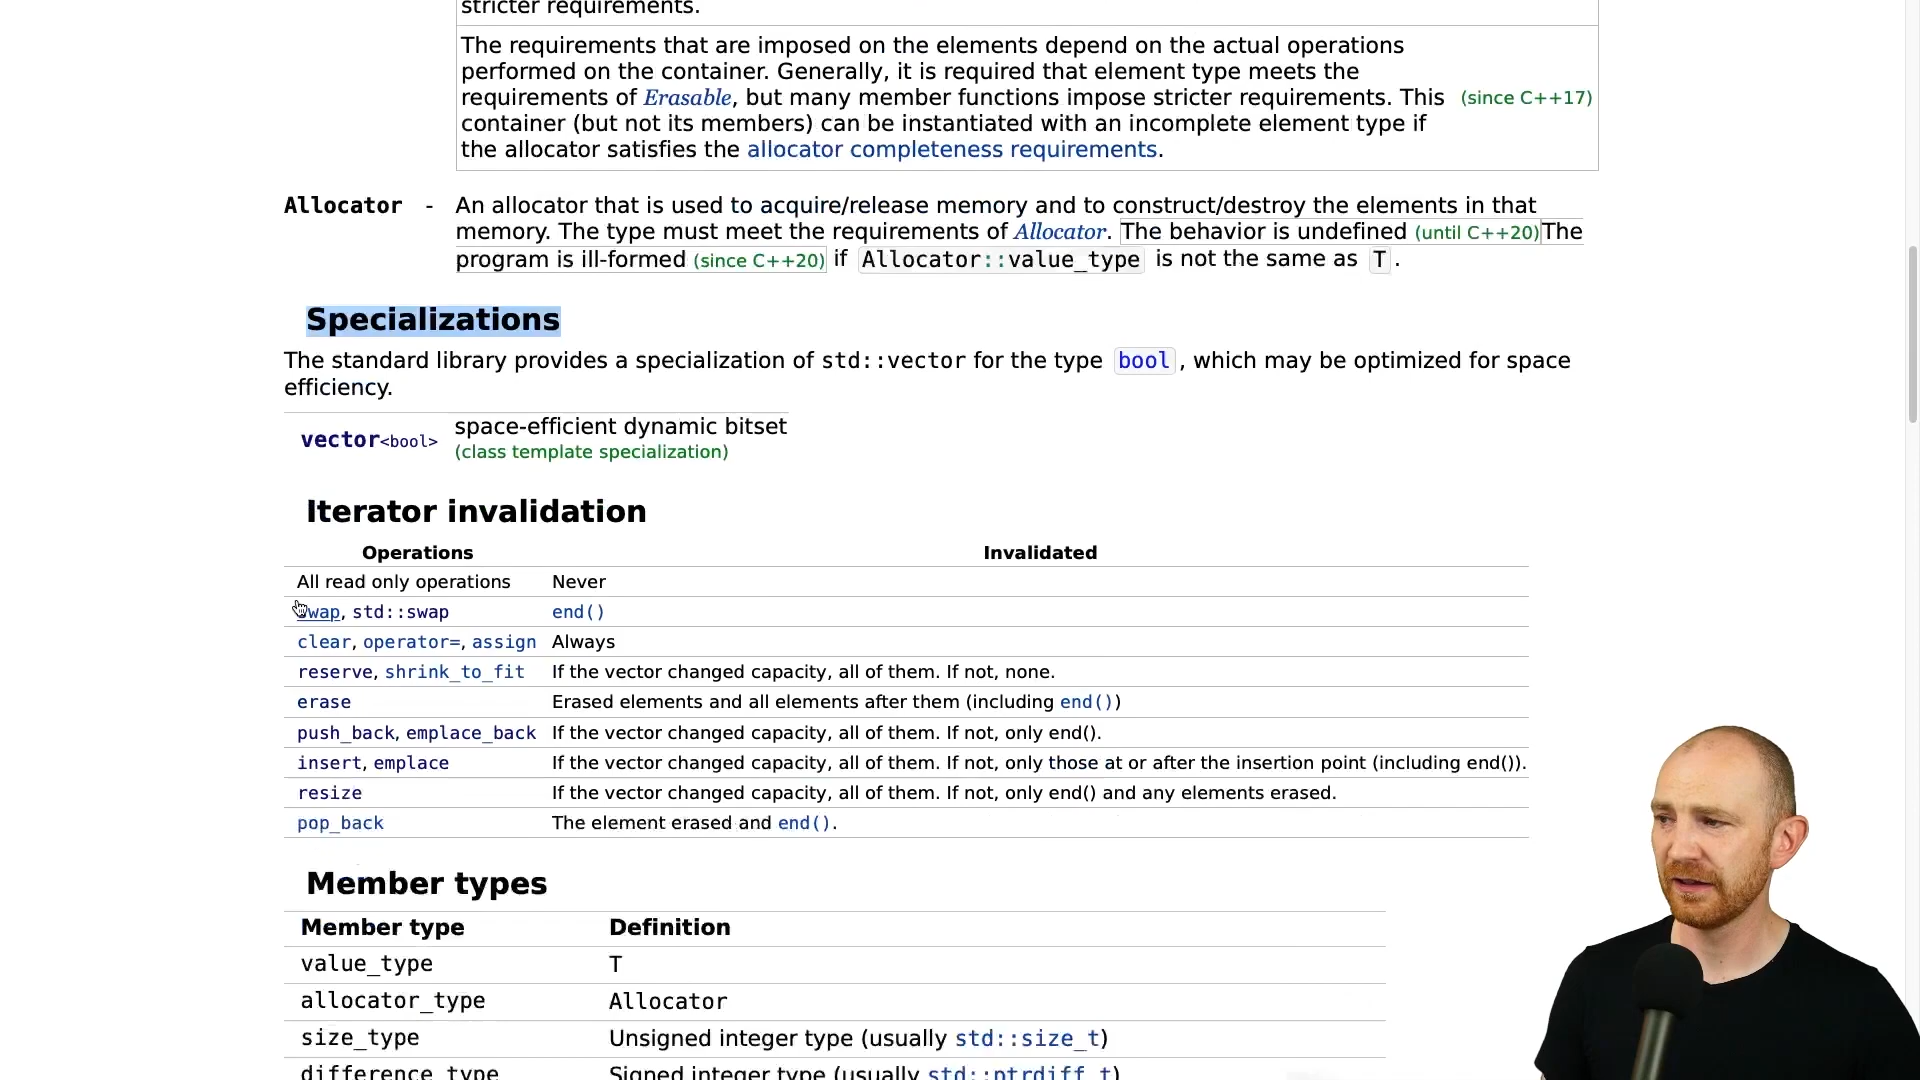 stricter requirements.
The requirements that are imposed on the elements depend on the actual operations
performed on the container. Generally, it is required that element type meets the
requirements of Erasable, but many member functions impose stricter requirements. This (since C++17)
container (but not its members) can be instantiated with an incomplete element type if
the allocator satisfies the allocator completeness requirements.
Allocator - An allocator that is used to acquire/release memory and to construct/destroy the elements in that
memory. The type must meet the requirements of Allocator. The behavior is undefined (until C++20)The
program is ill-formed (since C++20) if Allocator::value_type is not the same as T.
Specializations
The standard library provides a specialization of std::vector for the type bool, which may be optimized for space
efficiency.
vector<bool> space-efficient dynamic bitset
(class template specialization)
Iterator invalidation
Operations Invalidated
All read only operations Never
swap, std::swap end()
clear, operator=, assign Always
reserve, shrink_to_fit If the vector changed capacity, all of them. If not, none.
erase Erased elements and all elements after them (including end())
push_back, emplace_back If the vector changed capacity, all of them. If not, only end().
insert, emplace If the vector changed capacity, all of them. If not, only those at or after the insertion point (including end()).
resize If the vector changed capacity, all of them. If not, only end() and any elements erased.
pop_back The element erased and end().
Member types
Member type Definition
value_type T
allocator_type Allocator
size_type Unsigned integer type (usually std::size_t)
difference_type Signed integer type (usually std::ptrdiff_t)